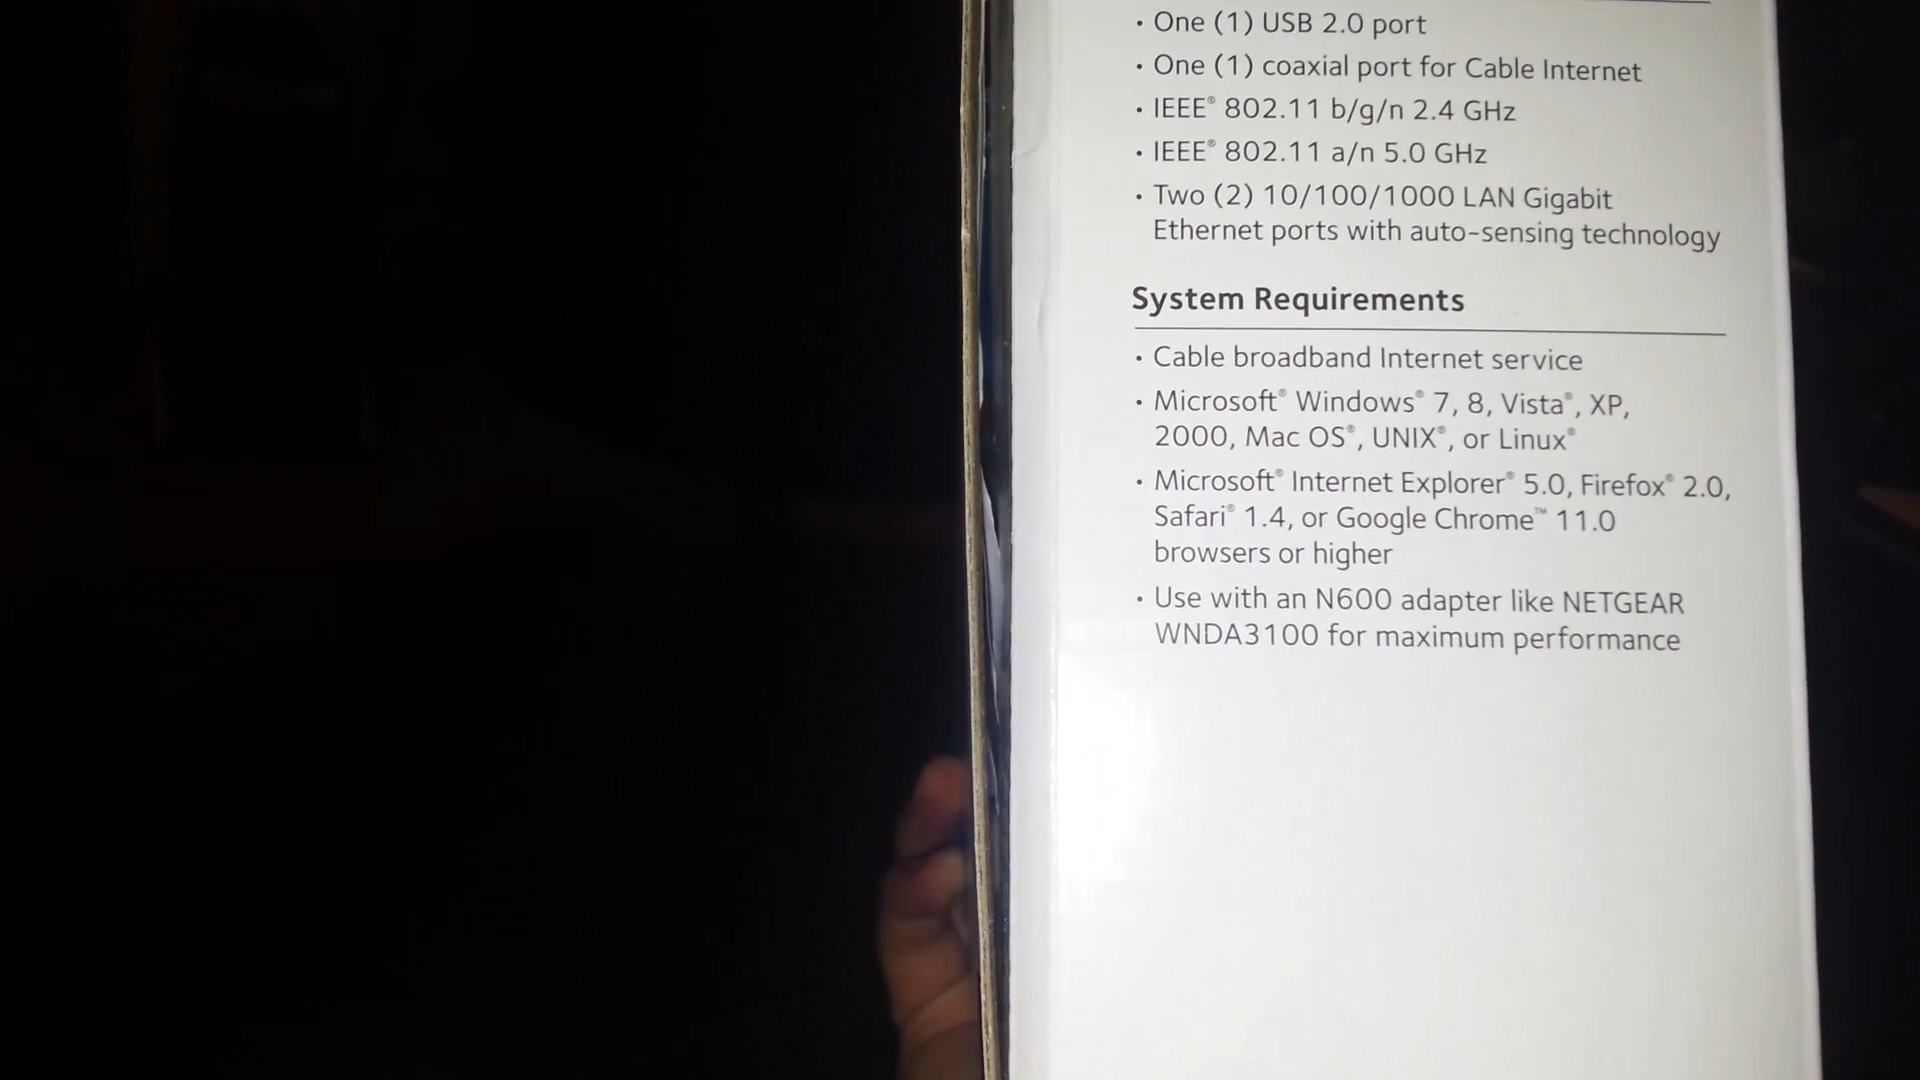 · One (1) USB 2.0 port
· One (1) coaxial port for Cable Internet
· IEEE® 802.11 b/g/n 2.4 GHz
· IEEE® 802.11 a/n 5.0 GHz
· Two (2) 10/100/1000 LAN Gigabit
Ethernet ports with auto-sensing technology
System Requirements
· Cable broadband Internet service
· Microsoft® Windows® 7, 8, Vista®, XP,
2000, Mac OS®, UNIX®, or Linux®
· Microsoft® Internet Explorer® 5.0, Firefox® 2.0,
Safari® 1.4, or Google Chrome™ 11.0
browsers or higher
· Use with an N600 adapter like NETGEAR
WNDA3100 for maximum performance